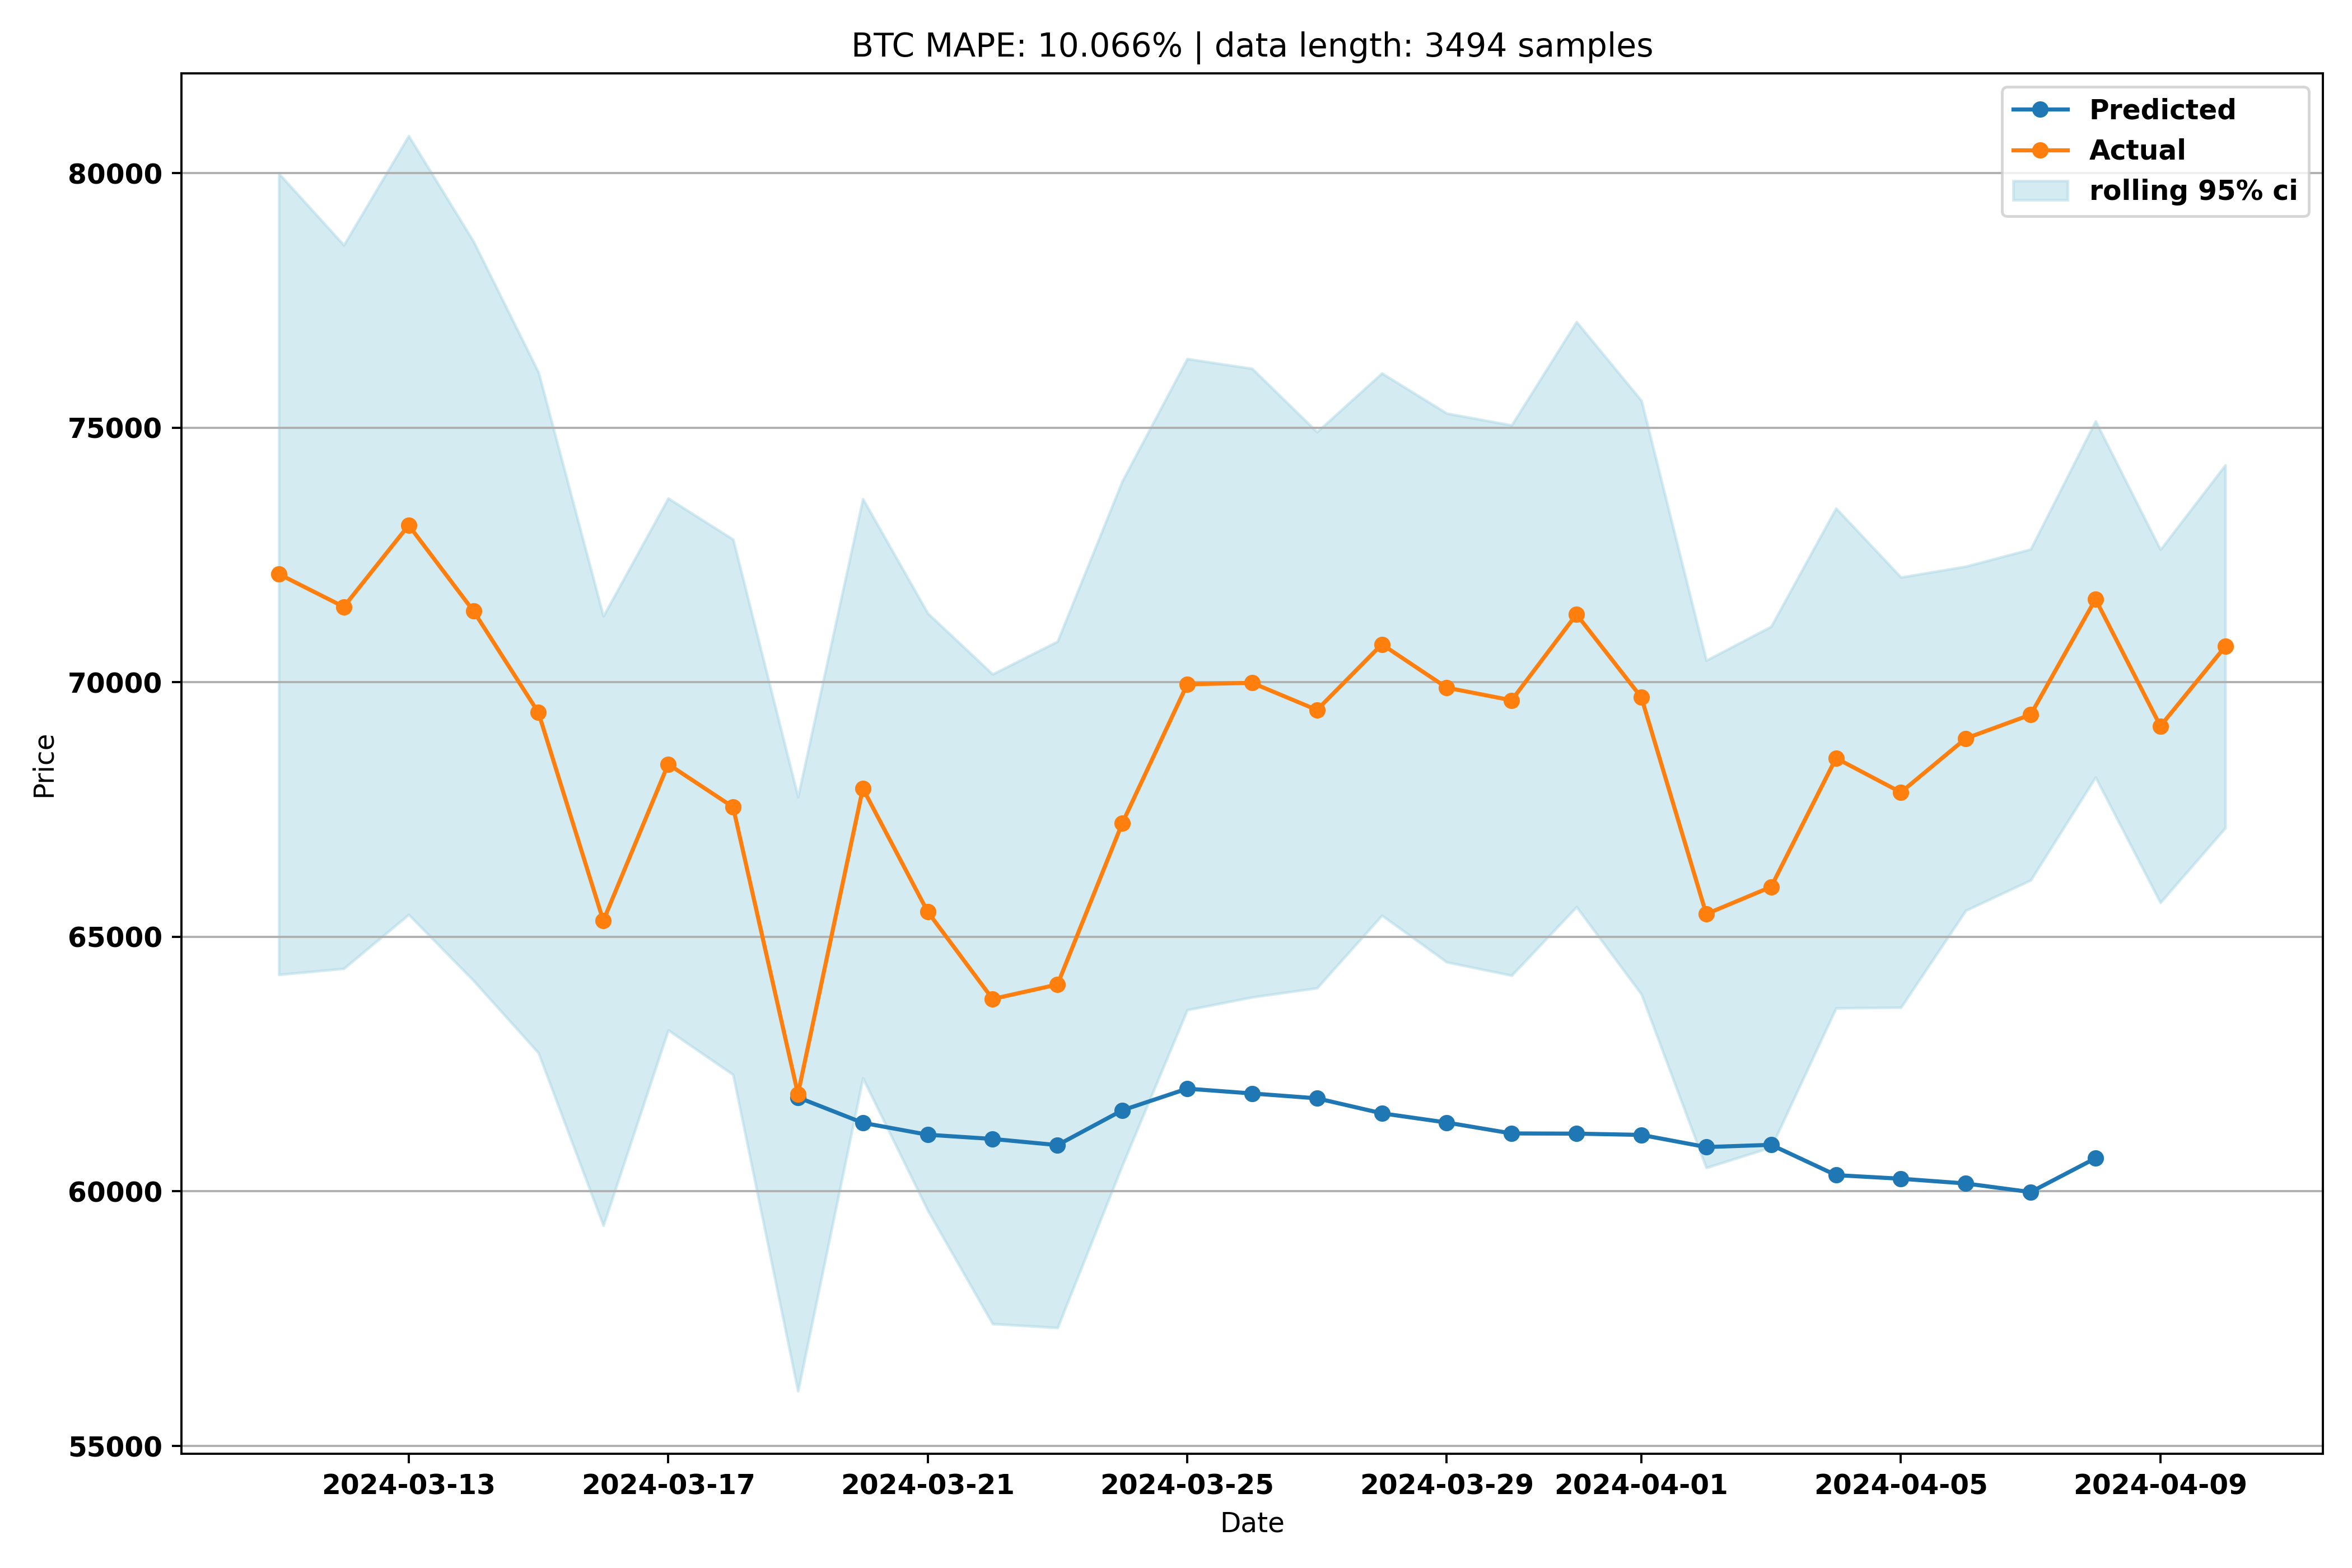 BTC MAPE: 10.066% | data length: 3494 samples
Predicted
Actual
rolling 95% ci
80000
75000
70000
65000
60000
55000
Price
2024-03-13 2024-03-17 2024-03-21 2024-03-25 2024-03-29 2024-04-01 2024-04-05 2024-04-09
Date